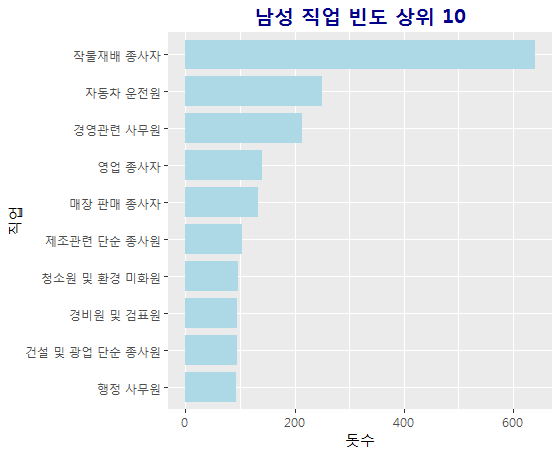 남성 직업 빈도 상위 10
작물재배 종사자
자동차 운전원
경영관련 사무원
영업 종사자
매장 판매 종사자
제조관련 단순 종사원
청소원 및 환경 미화원
경비원 및 검표원
건설 및 광업 단순 종사원
행정 사무원
직업
0 200 400 600
돗수